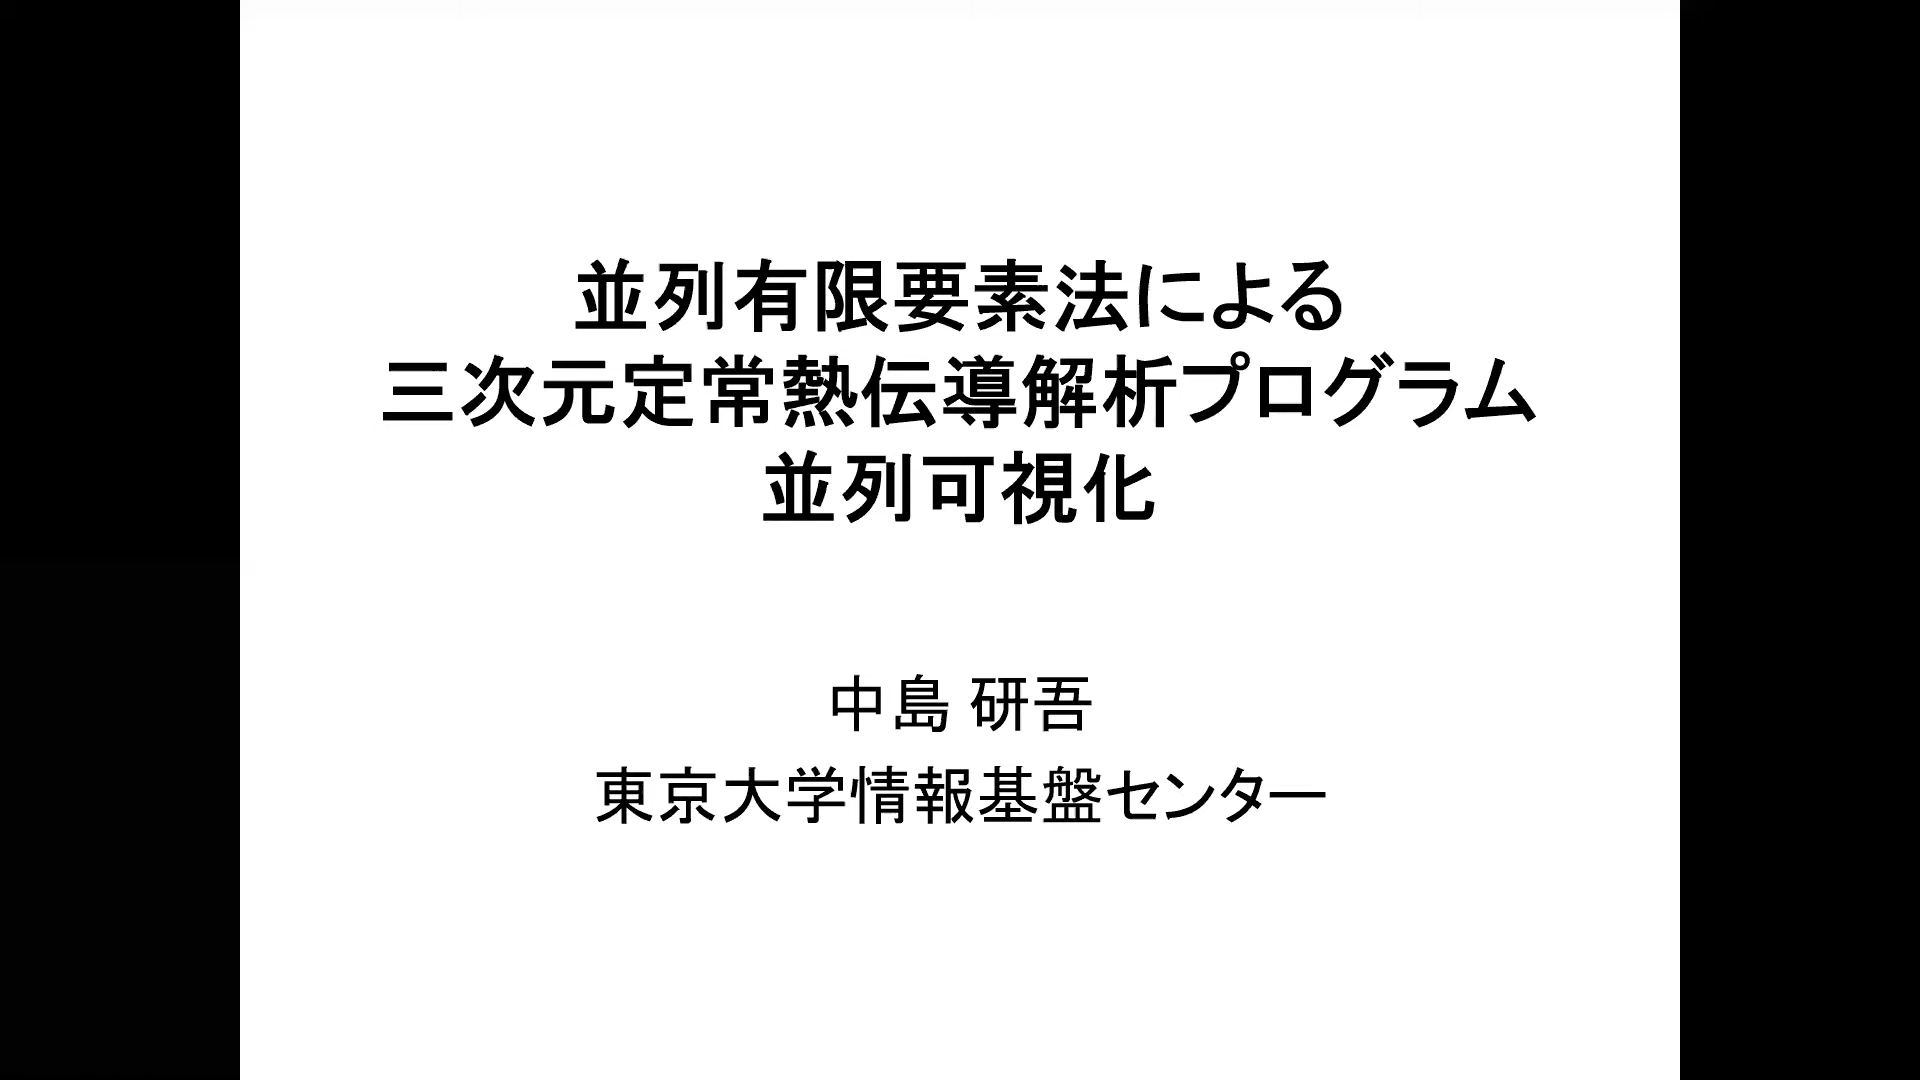 並列有限要素法による
三次元定常熱伝導解析プログラム
並列可視化
中島 研吾
東京大学情報基盤センター